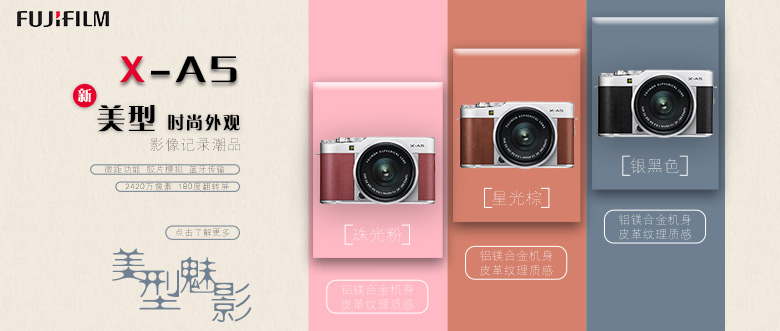 FUJIFILM
X-A5
新
美型 时尚外观
影像记录潮品
微距功能 胶片模拟 蓝牙传输
2420万像素 180度翻转屏
点击了解更多
美型魅影
X-A5
[珠光粉]
铝镁合金机身
皮革纹理质感
X-A5
[星光棕]
铝镁合金机身
皮革纹理质感
X-A5
[银黑色]
铝镁合金机身
皮革纹理质感